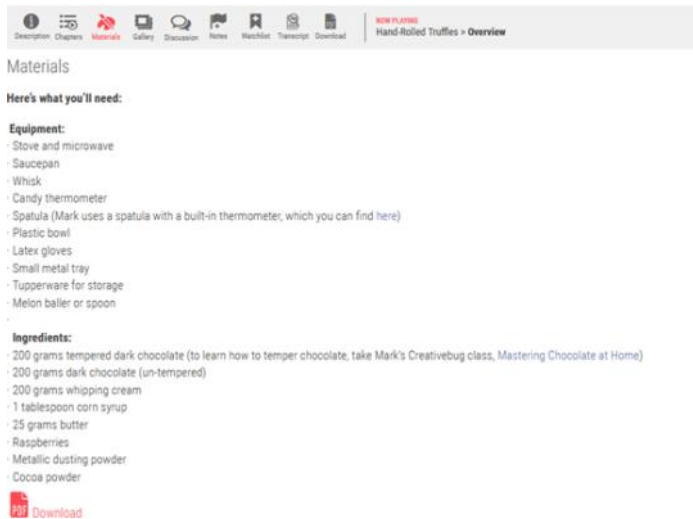 Description Chapters Materials Gallery Discussion Notes Watchlist Transcript Download
NOW PLAYING
Hand-Rolled Truffles > Overview
Materials
Here's what you'll need:
Equipment:
· Stove and microwave
· Saucepan
· Whisk
· Candy thermometer
· Spatula (Mark uses a spatula with a built-in thermometer, which you can find here)
· Plastic bowl
· Latex gloves
· Small metal tray
· Tupperware for storage
· Melon baller or spoon
·
Ingredients:
· 200 grams tempered dark chocolate (to learn how to temper chocolate, take Mark's Creativebug class, Mastering Chocolate at Home)
· 200 grams dark chocolate (un-tempered)
· 200 grams whipping cream
· 1 tablespoon corn syrup
· 25 grams butter
· Raspberries
· Metallic dusting powder
· Cocoa powder
PDF Download